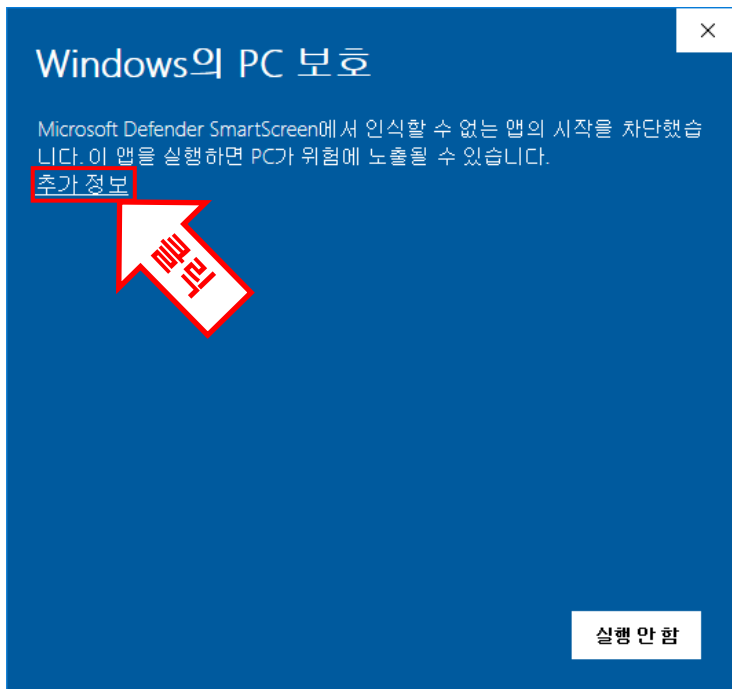 Windows의 PC 보호
Microsoft Defender SmartScreen에서 인식할 수 없는 앱의 시작을 차단했습
니다. 이 앱을 실행하면 PC가 위험에 노출될 수 있습니다.
추가 정보
클릭
실행 안 함